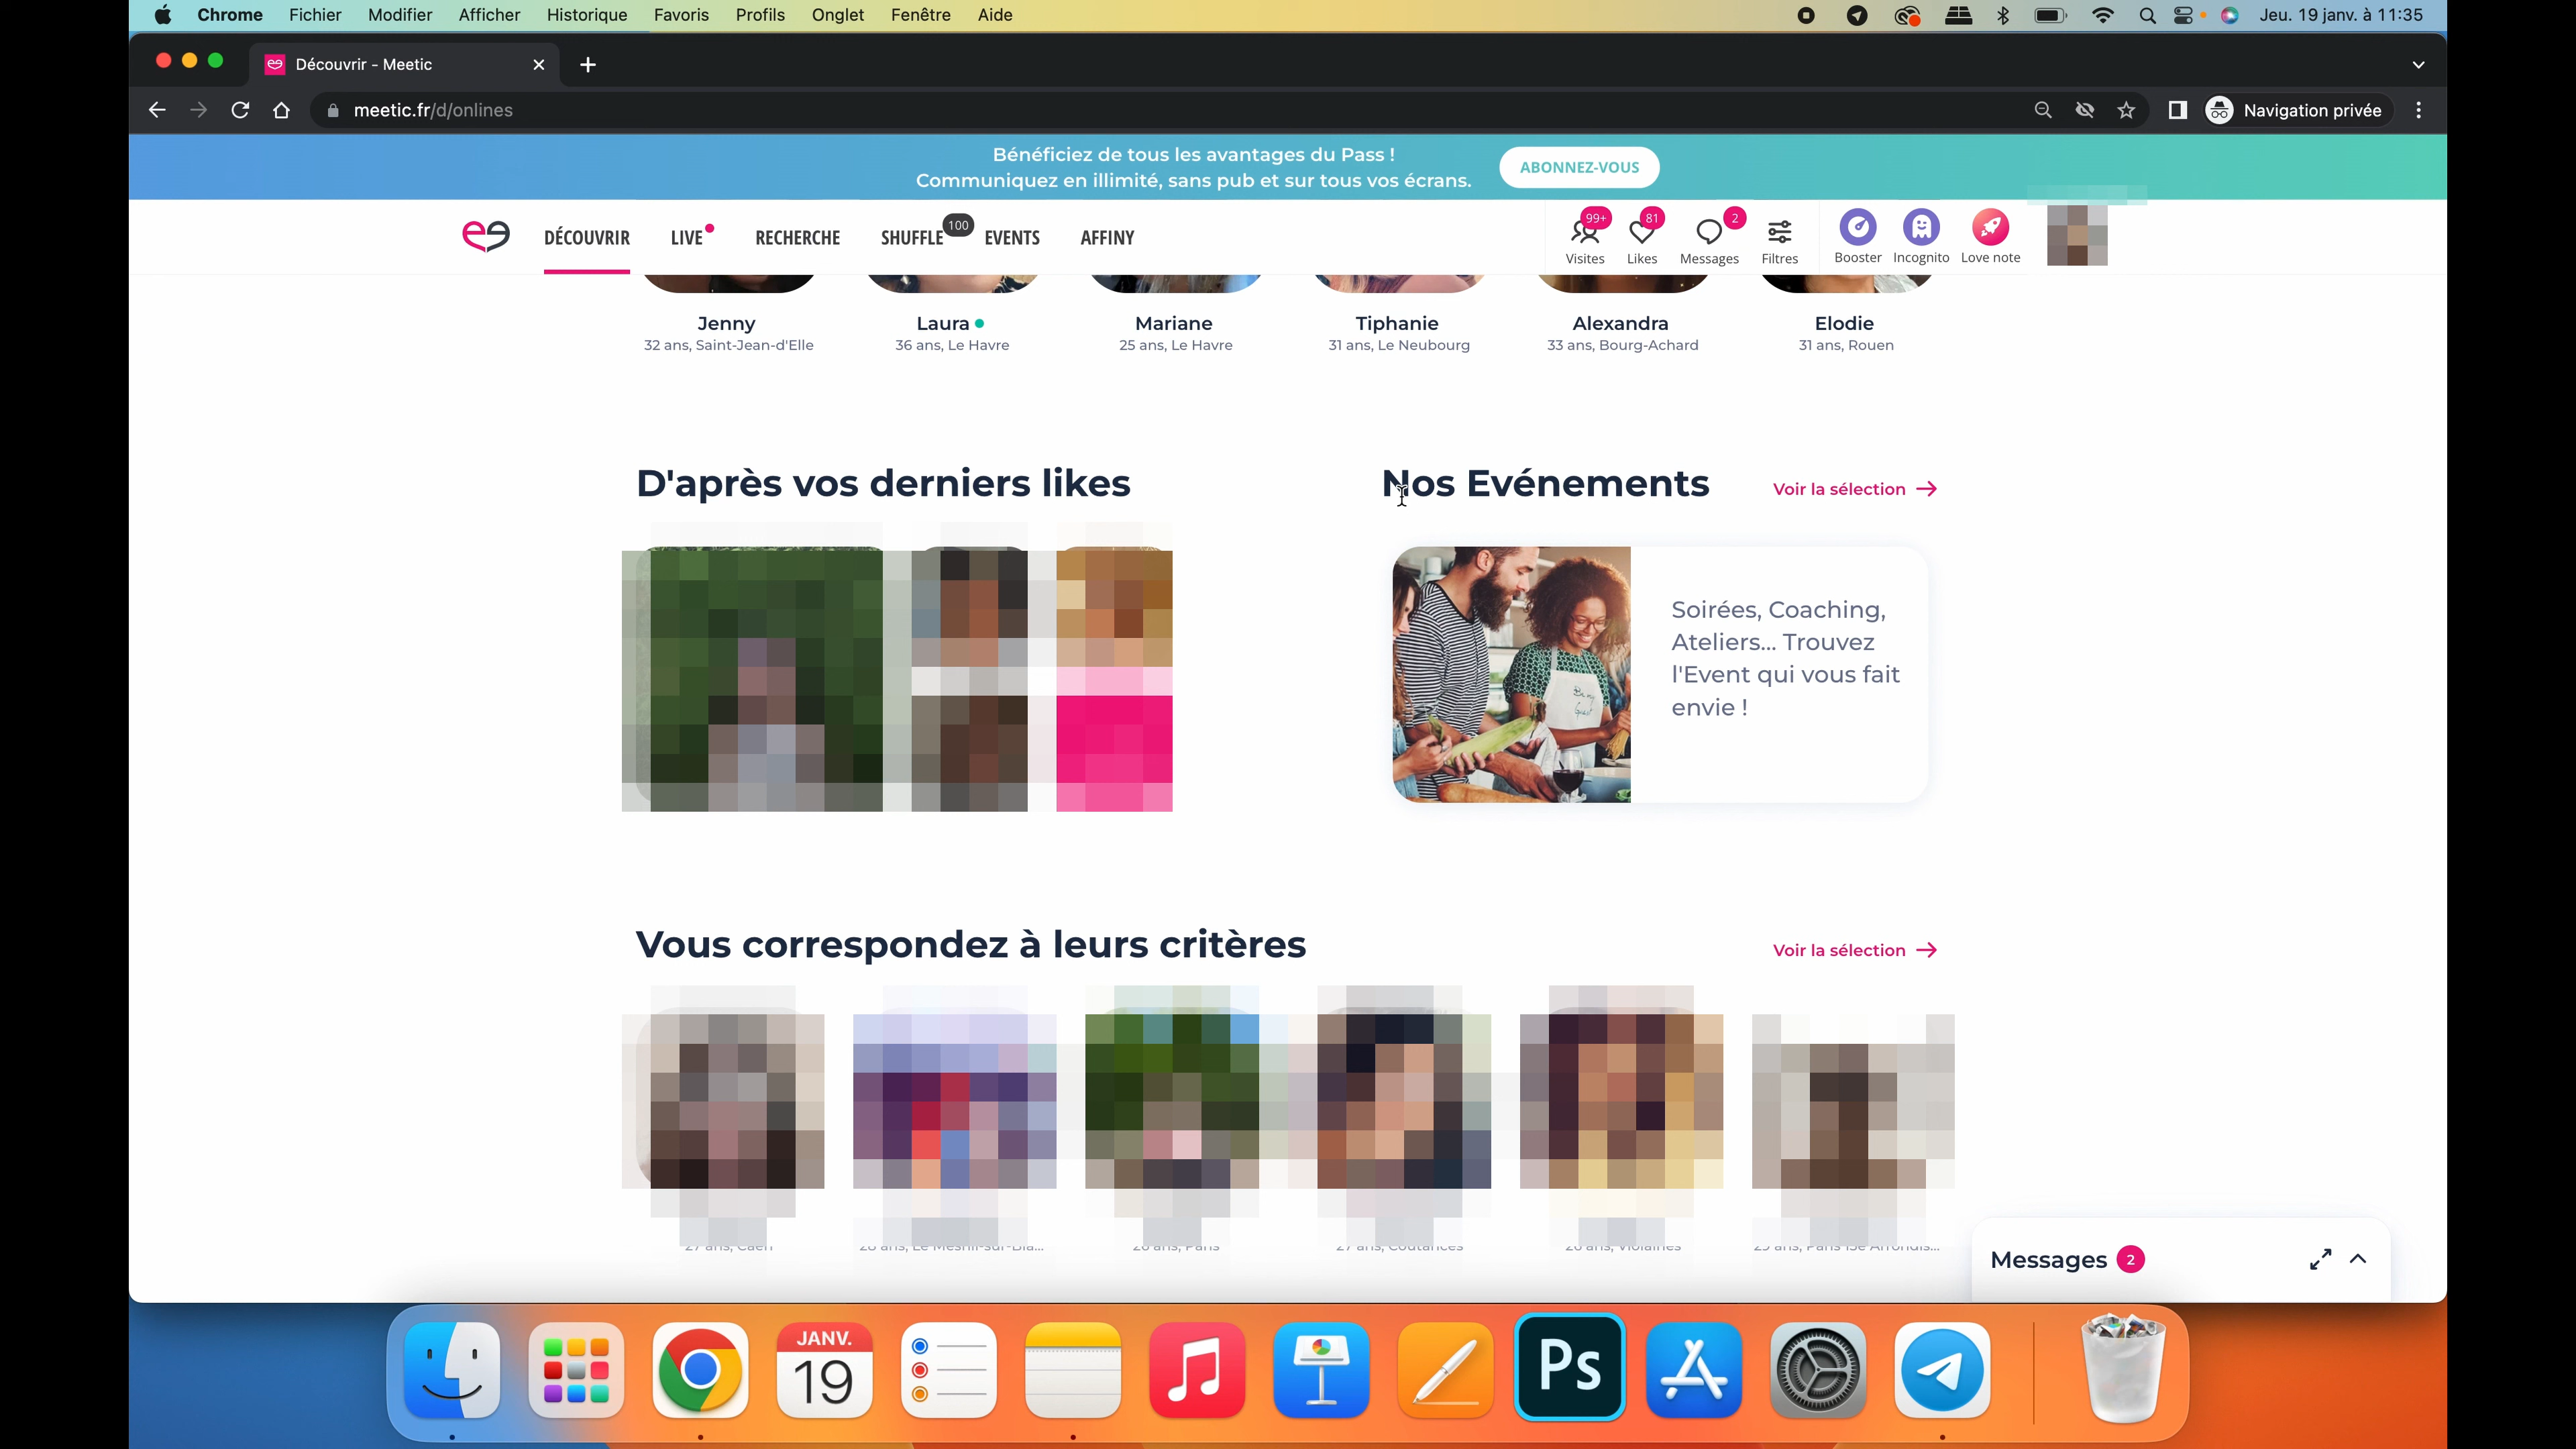 Chrome Fichier Modifier Afficher Historique Favoris Profils Onglet Fenêtre Aide Jeu. 19 janv. à 11:35
Découvrir - Meetic
meetic.fr/d/onlines Navigation privée
Bénéficiez de tous les avantages du Pass !
Communiquez en illimité, sans pub et sur tous vos écrans.
ABONNEZ-VOUS
DÉCOUVRIR LIVE RECHERCHE SHUFFLE 100 EVENTS AFFINY
99+ 81 2
Visites Likes Messages Filtres Booster Incognito Love note
Jenny Laura Mariane Tiphanie Alexandra Elodie
32 ans, Saint-Jean-d'Elle 36 ans, Le Havre 25 ans, Le Havre 31 ans, Le Neubourg 33 ans, Bourg-Achard 31 ans, Rouen
D'après vos derniers likes
Nos Evénements Voir la sélection
Soirées, Coaching,
Ateliers... Trouvez
l'Event qui vous fait
envie !
Vous correspondez à leurs critères Voir la sélection
Messages 2
JANV.
19
Ps